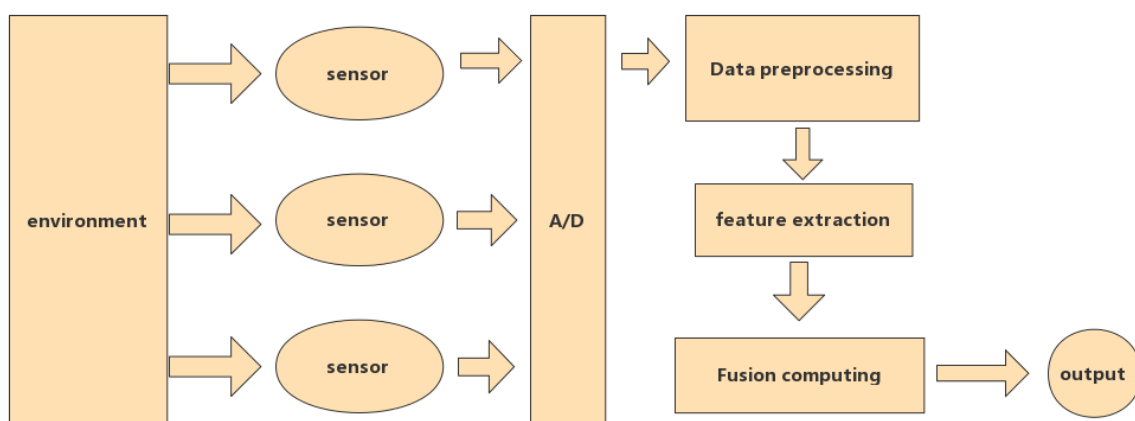 sensor
Data preprocessing
environment
sensor
A/D
feature extraction
sensor
Fusion computing
output